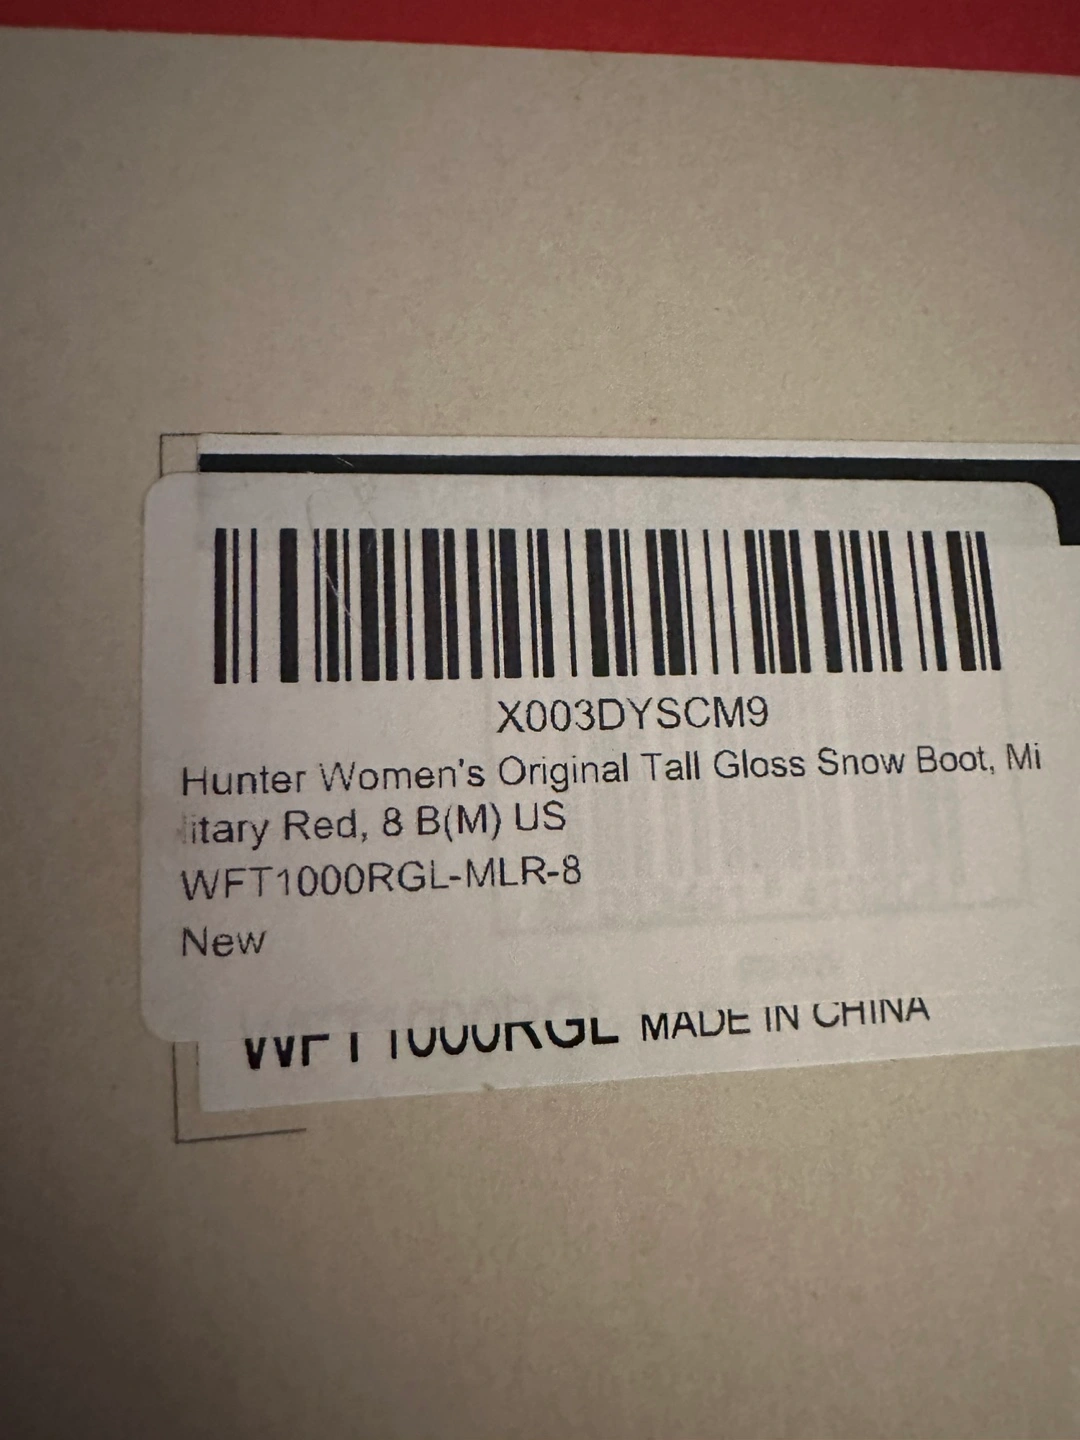 X003DYSCM9
Hunter Women's Original Tall Gloss Snow Boot, Mi
litary Red, 8 B(M) US
WFT1000RGL-MLR-8
New
WFT1000RGL MADE IN CHINA